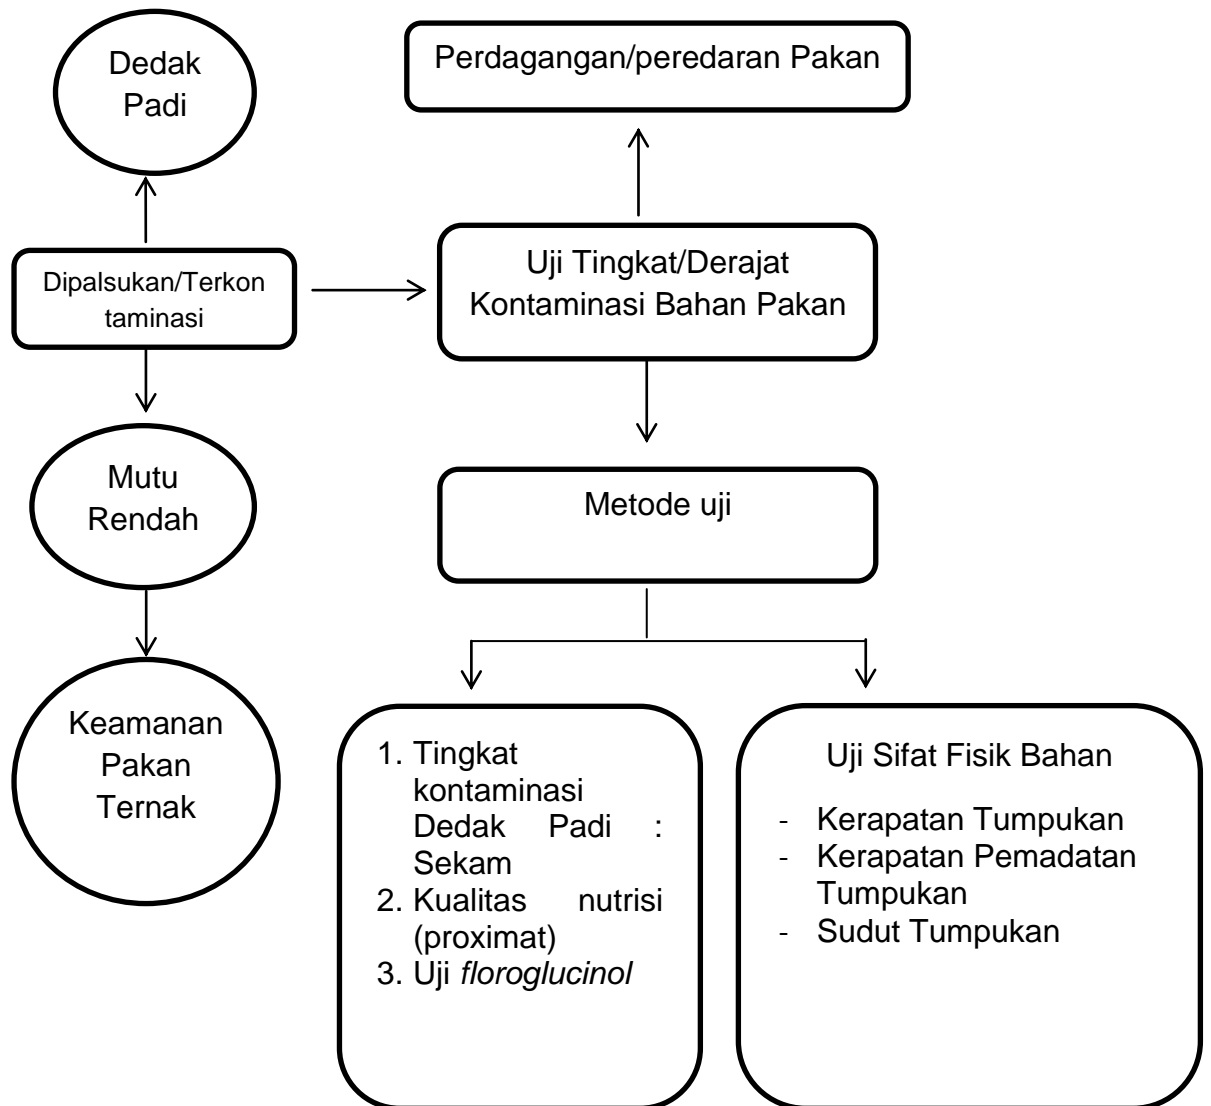 Dedak
Padi
Perdagangan/peredaran Pakan
Dipalsukan/Terkon
taminasi
Uji Tingkat/Derajat
Kontaminasi Bahan Pakan
Mutu
Rendah
Metode uji
Keamanan
Pakan
Ternak
1. Tingkat
kontaminasi
Dedak Padi :
Sekam
2. Kualitas nutrisi
(proximat)
3. Uji floroglucinol
Uji Sifat Fisik Bahan
- Kerapatan Tumpukan
- Kerapatan Pemadatan
Tumpukan
- Sudut Tumpukan